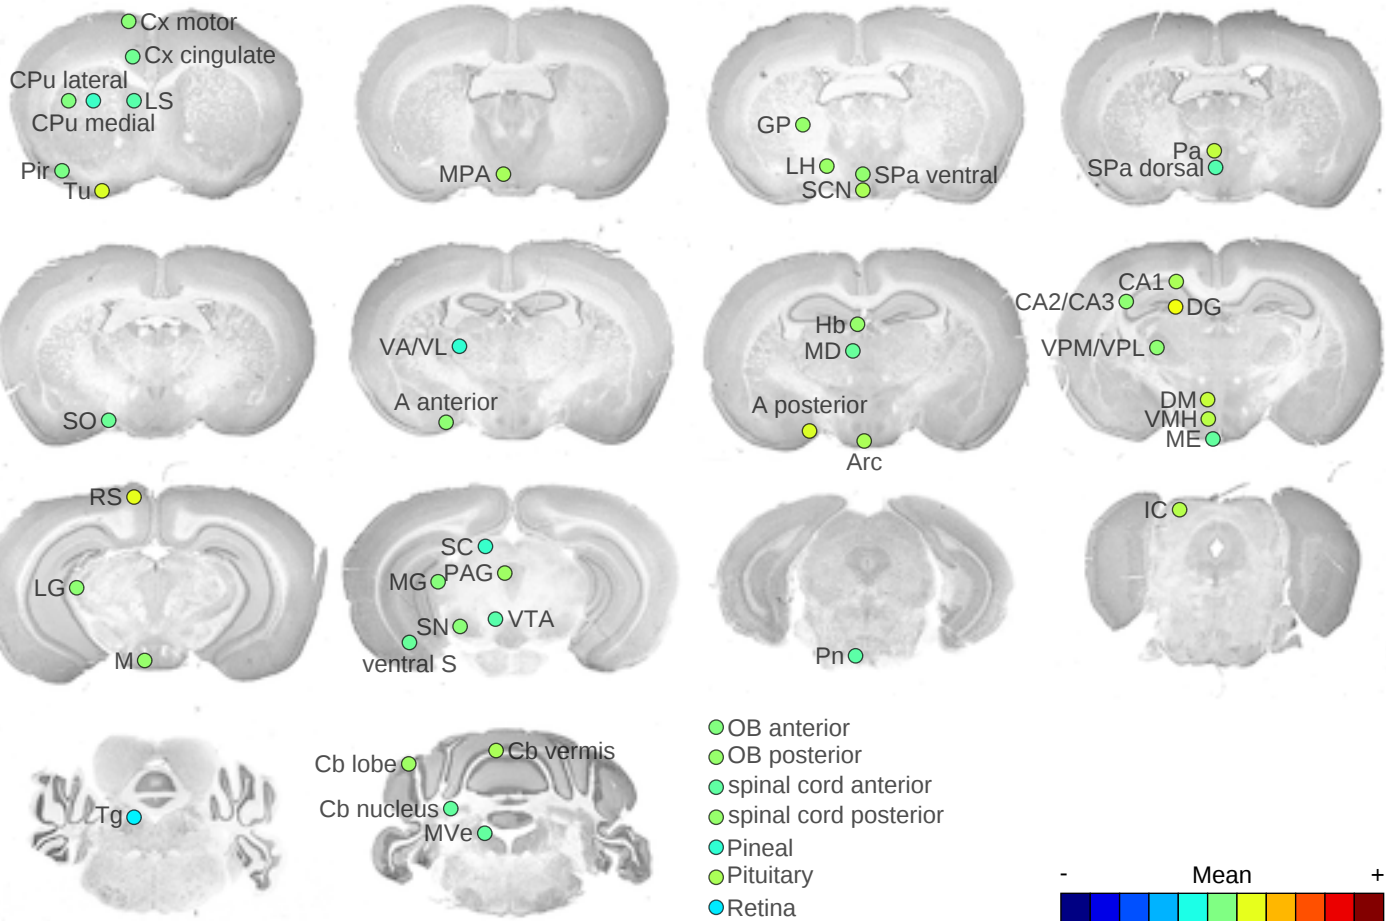 Cx motor
Cx cingulate
CPu lateral
LS
CPu medial
Pir
Tu
MPA
GP
LH
SPa ventral
SCN
Pa
SPa dorsal
SO
VA/VL
A anterior
Hb
MD
A posterior
Arc
CA1
CA2/CA3
DG
VPM/VPL
DM
VMH
ME
RS
LG
M
SC
PAG
MG
VTA
SN
ventral S
Pn
IC
Tg
Cb vermis
Cb lobe
Cb nucleus
MVe
OB anterior
OB posterior
spinal cord anterior
spinal cord posterior
Pineal
Pituitary
Retina
- Mean +